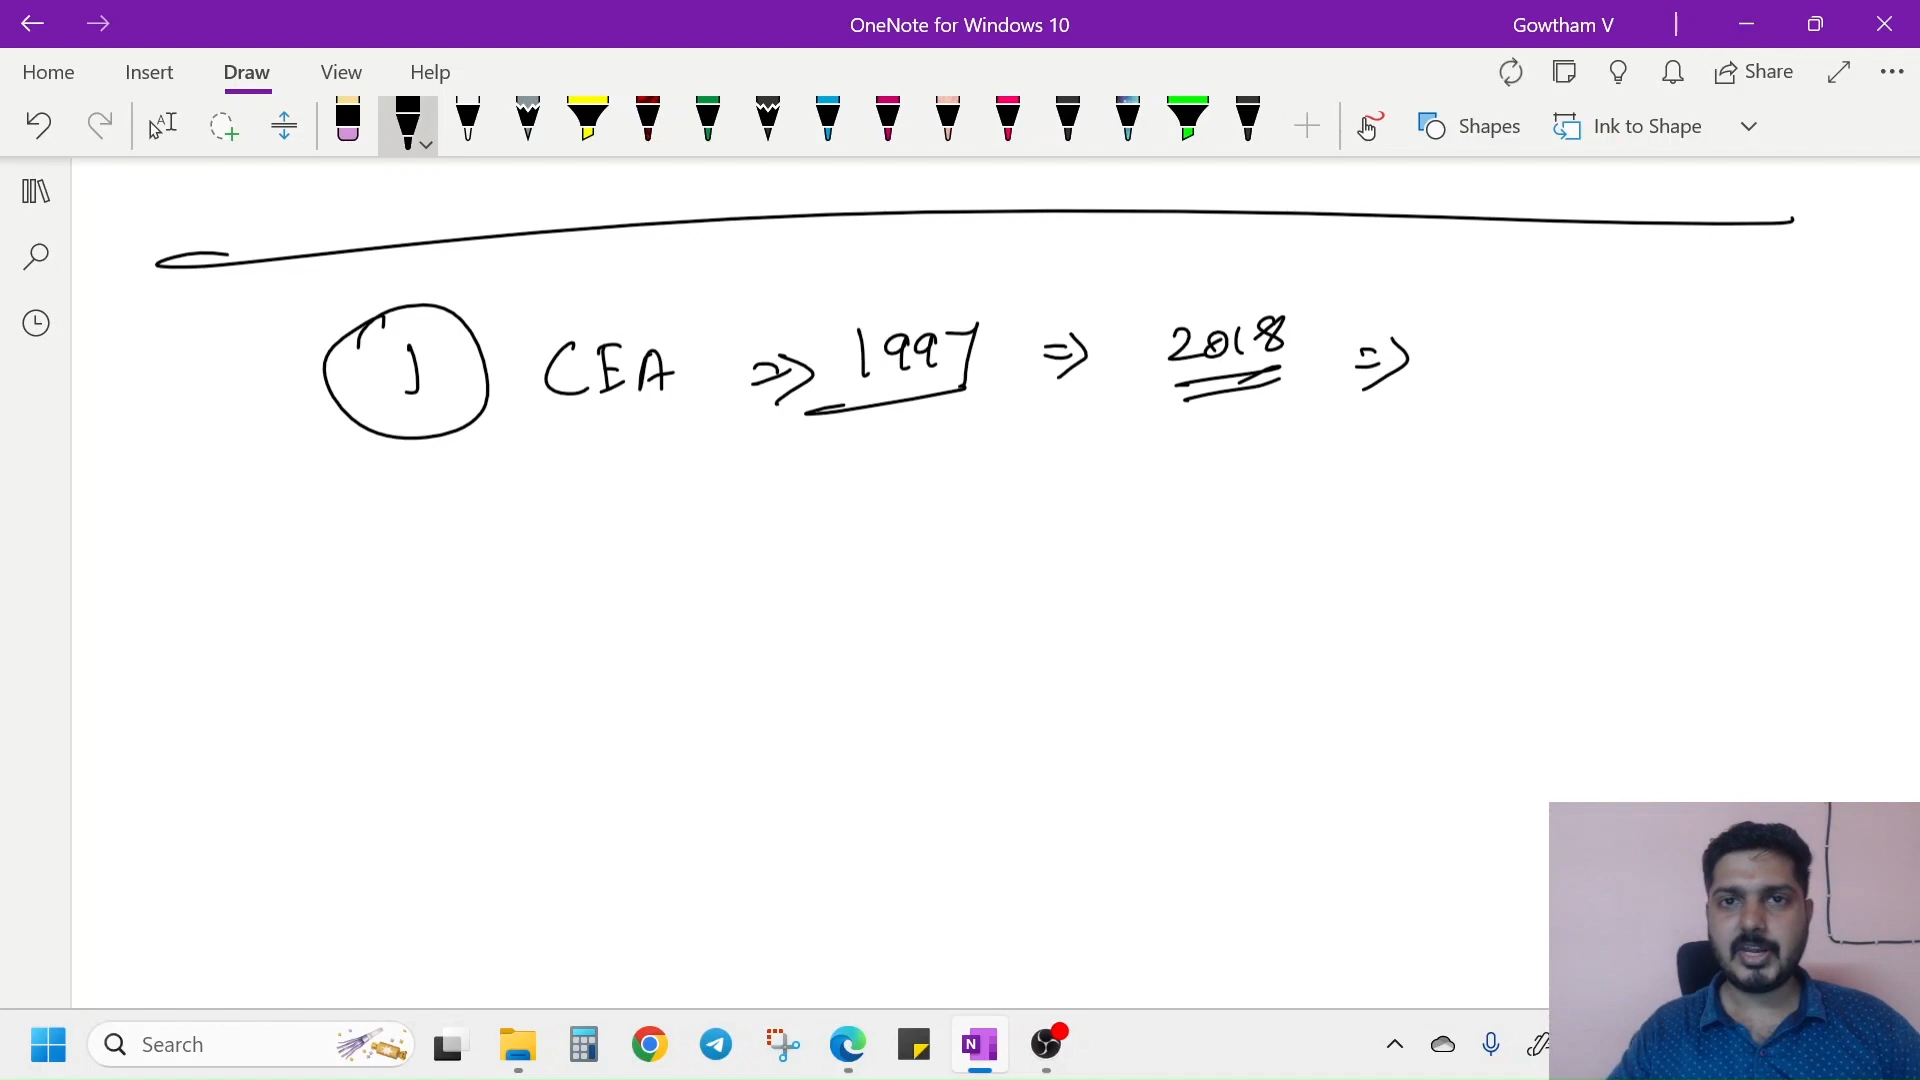 OneNote for Windows 10
Gowtham V
Home Insert Draw View Help
Share
Shapes
Ink to Shape
1 CEA => 1997 => 2018 =>
Search